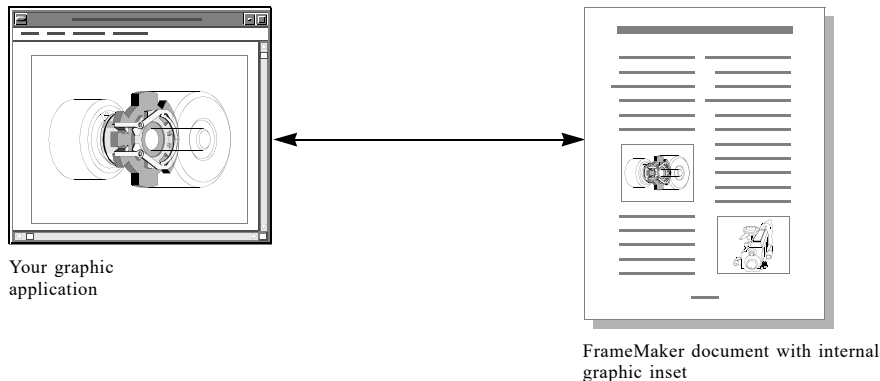 Your graphic
application
FrameMaker document with internal
graphic inset